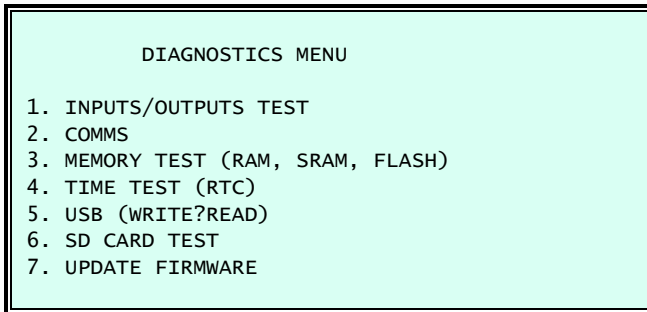 DIAGNOSTICS MENU
1. INPUTS/OUTPUTS TEST
2. COMMS
3. MEMORY TEST (RAM, SRAM, FLASH)
4. TIME TEST (RTC)
5. USB (WRITE?READ)
6. SD CARD TEST
7. UPDATE FIRMWARE